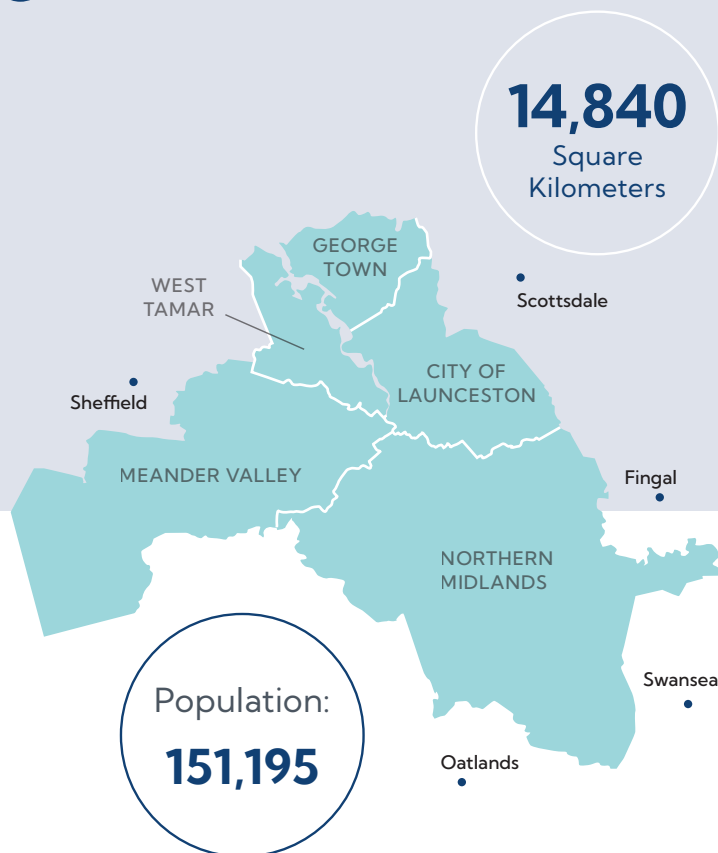 14,840
Square
Kilometers
GEORGE
TOWN
WEST
TAMAR
Scottsdale
CITY OF
LAUNCESTON
Sheffield
MEANDER VALLEY
Fingal
NORTHERN
MIDLANDS
Swansea
Population:
151,195
Oatlands